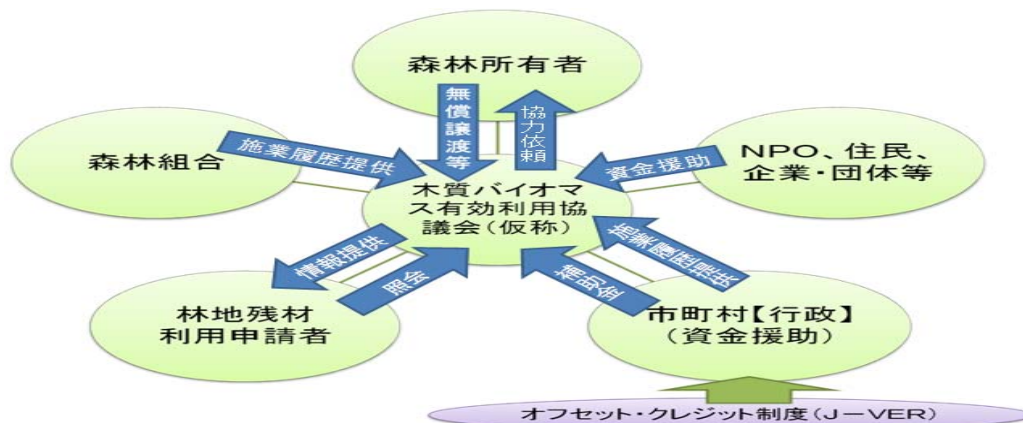 森林所有者
無償譲渡等
協力依頼
森林組合
施業履歴提供
NPO、住民、
企業・団体等
資金援助
木質バイオマ
ス有効利用協
議会(仮称)
情報提供
照会
施業履歴提供
補助金
林地残材
利用申請者
市町村【行政】
(資金援助)
オフセット・クレジット制度(J-VER)